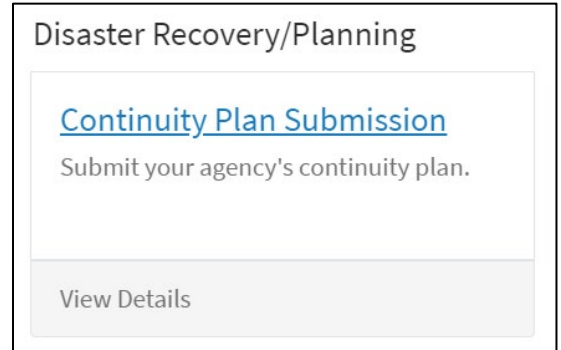 Disaster Recovery/Planning
Continuity Plan Submission
Submit your agency's continuity plan.
View Details